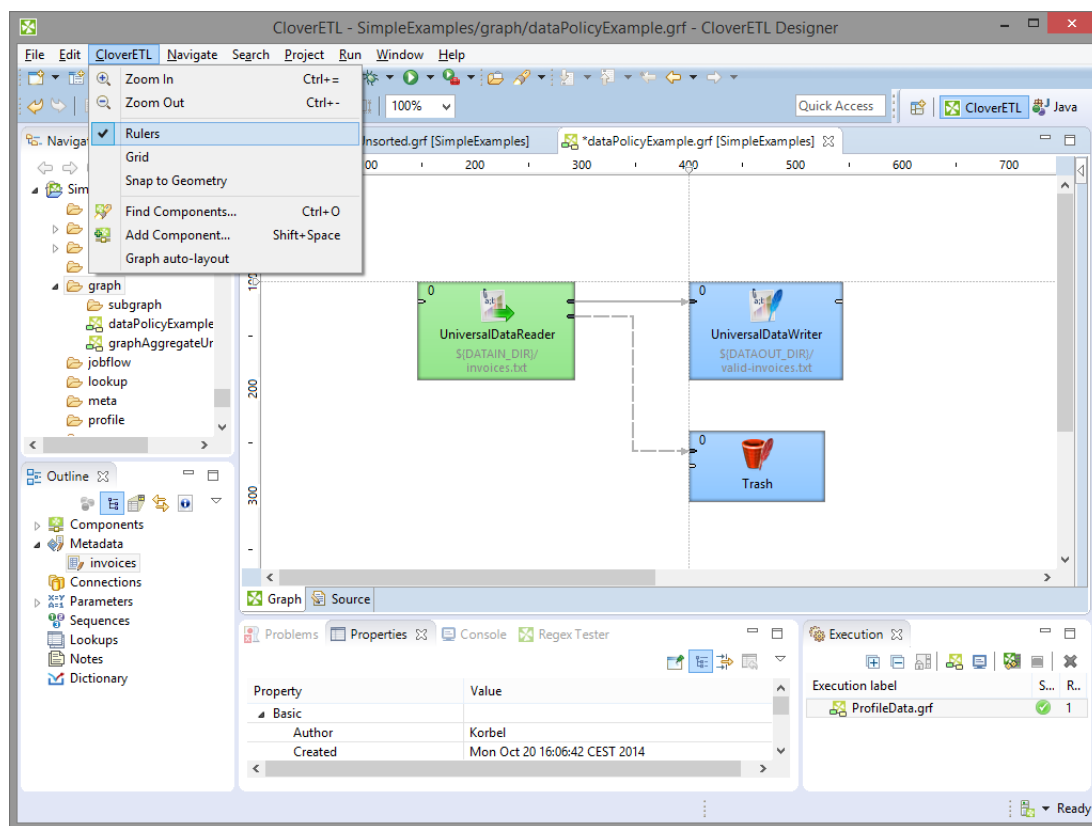 CloverETL - SimpleExamples/graph/dataPolicyExample.grf - CloverETL Designer
File Edit CloverETL Navigate Search Project Run Window Help
Zoom In Ctrl+=
Zoom Out Ctrl+-
Rulers
Grid
Snap to Geometry
Find Components... Ctrl+O
Add Component... Shift+Space
Graph auto-layout
100%
Quick Access
CloverETL
Java
Naviga
nsorted.grf [SimpleExamples]
*dataPolicyExample.grf [SimpleExamples]
00 200 300 400 500 600 700
Sim
graph
subgraph
dataPolicyExample
graphAggregateUr
jobflow
lookup
meta
profile
100
200
300
0
UniversalDataReader
${DATAIN_DIR}/
invoices.txt
0
UniversalDataWriter
${DATAOUT_DIR}/
valid-invoices.txt
0
Trash
Outline
Components
Metadata
invoices
Connections
Parameters
Sequences
Lookups
Notes
Dictionary
Graph Source
Problems Properties Console Regex Tester
Property Value
Basic
Author Korbel
Created Mon Oct 20 16:06:42 CEST 2014
Execution
Execution label S... R..
ProfileData.grf 1
Ready